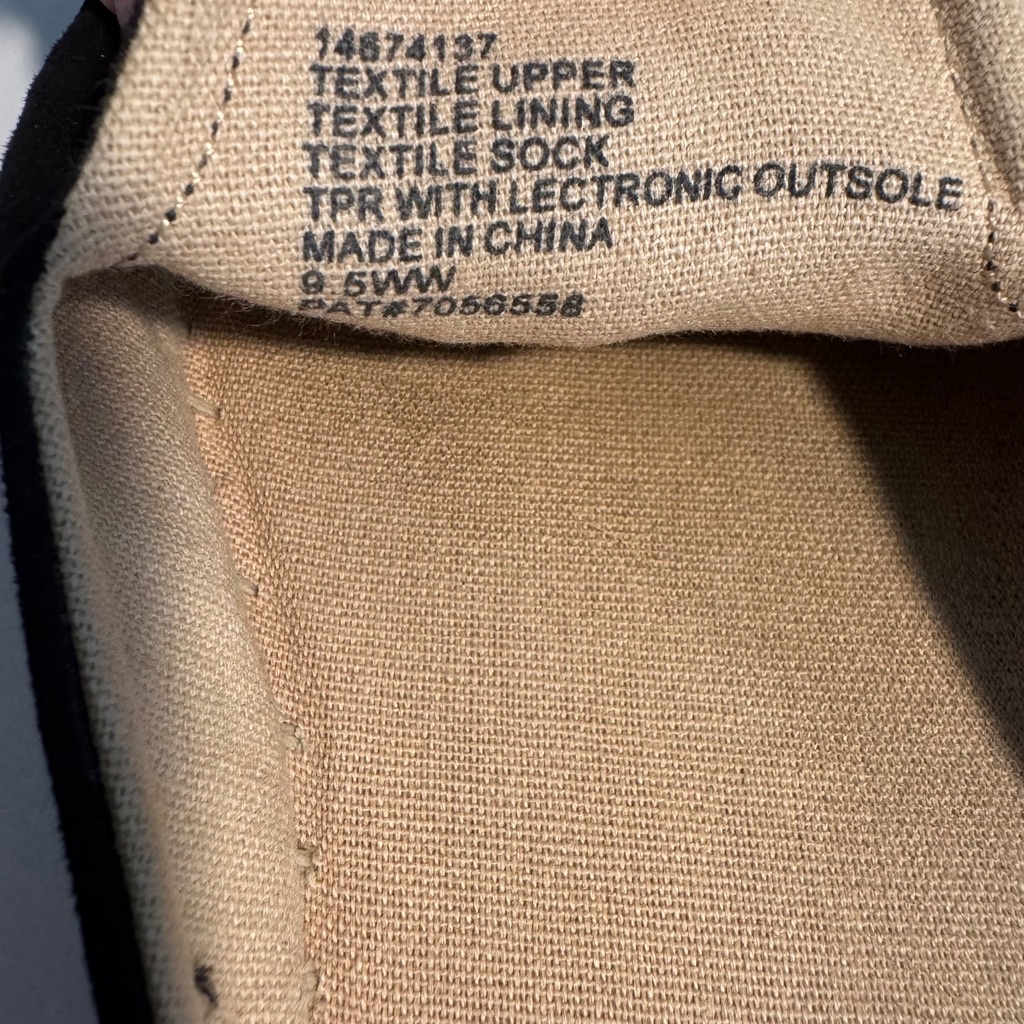 14674137
TEXTILE UPPER
TEXTILE LINING
TEXTILE SOCK
TPR WITH LECTRONIC OUTSOLE
MADE IN CHINA
9.5WW
PAT#7056558